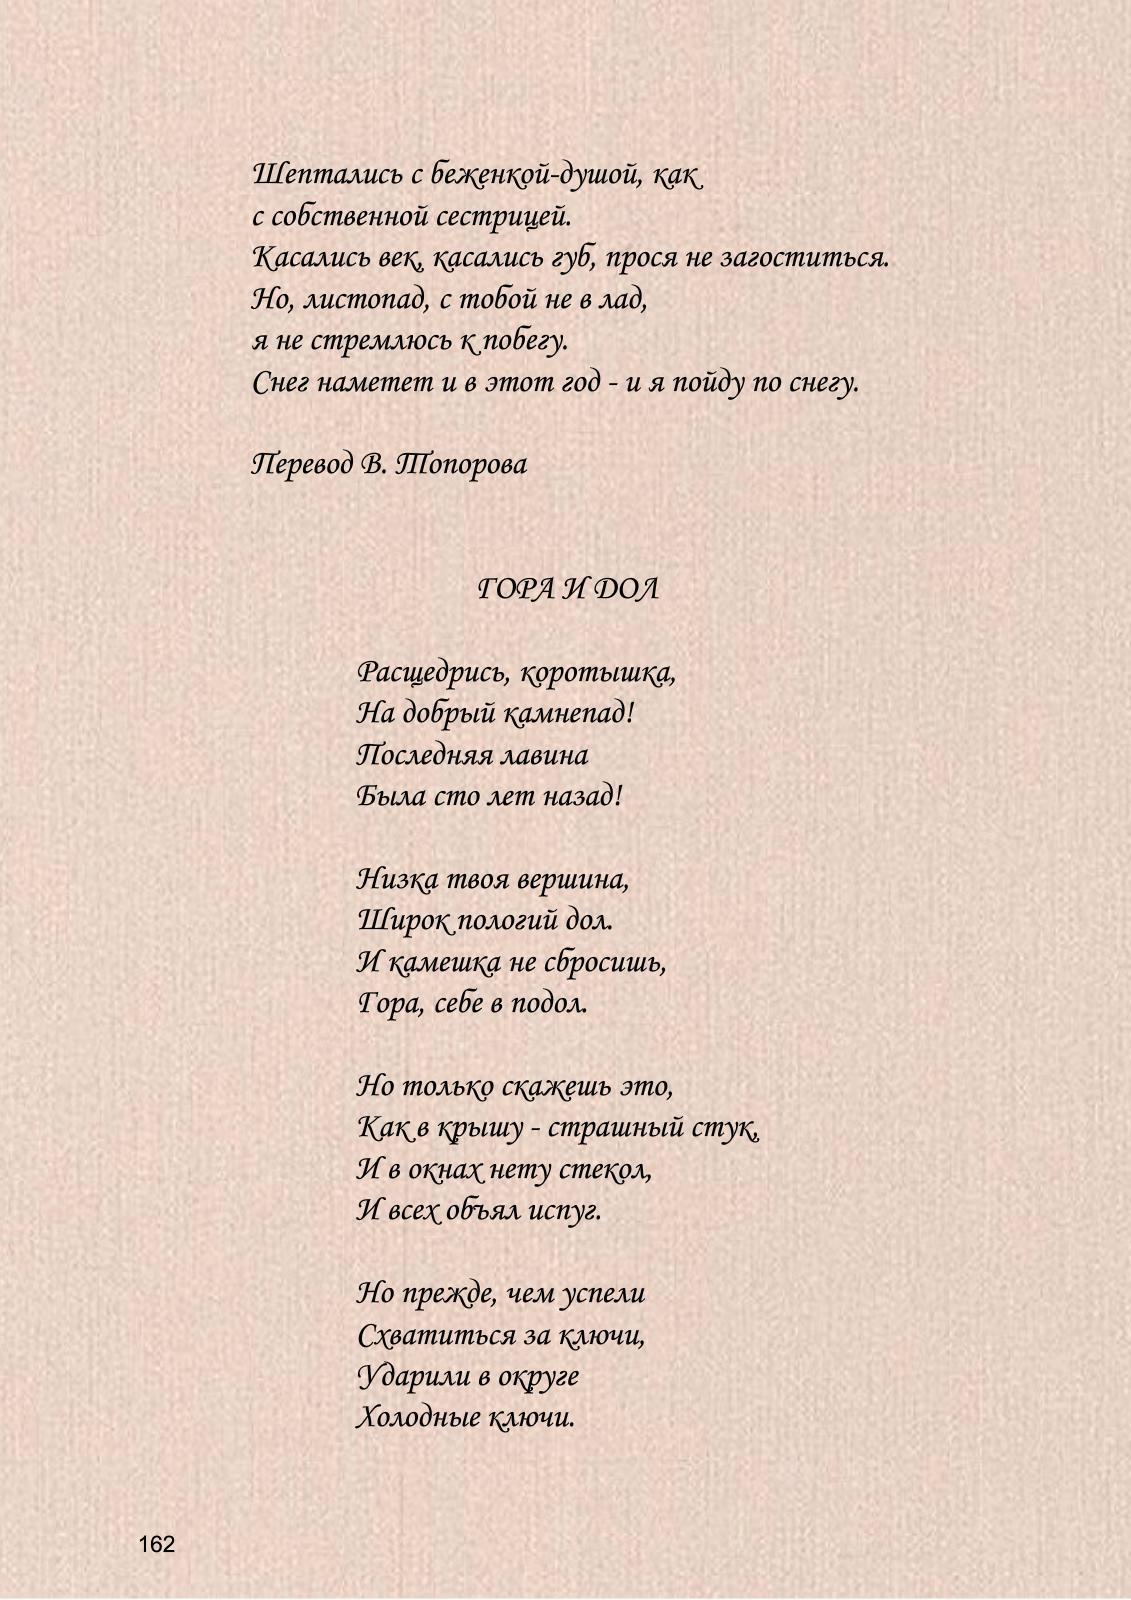 Шептались с беженкой-душой, как
с собственной сестрицей.
Касались век, касались губ, прося не загоститься.
Но, листопад, с тобой не в лад,
я не стремлюсь к побегу.
Снег наметет и в этот год - и я пойду по снегу.
Перевод В. Топорова
ГОРА И ДОЛ
Расщедрись, коротышка,
На добрый камнепад!
Последняя лавина
Была сто лет назад!
Низка твоя вершина,
Широк пологий дол.
И камешка не сбросишь,
Гора, себе в подол.
Но только скажешь это,
Как в крышу - страшный стук,
И в окнах нету стекол,
И всех объял испуг.
Но прежде, чем успели
Схватиться за ключи,
Ударили в округе
Холодные ключи.
162